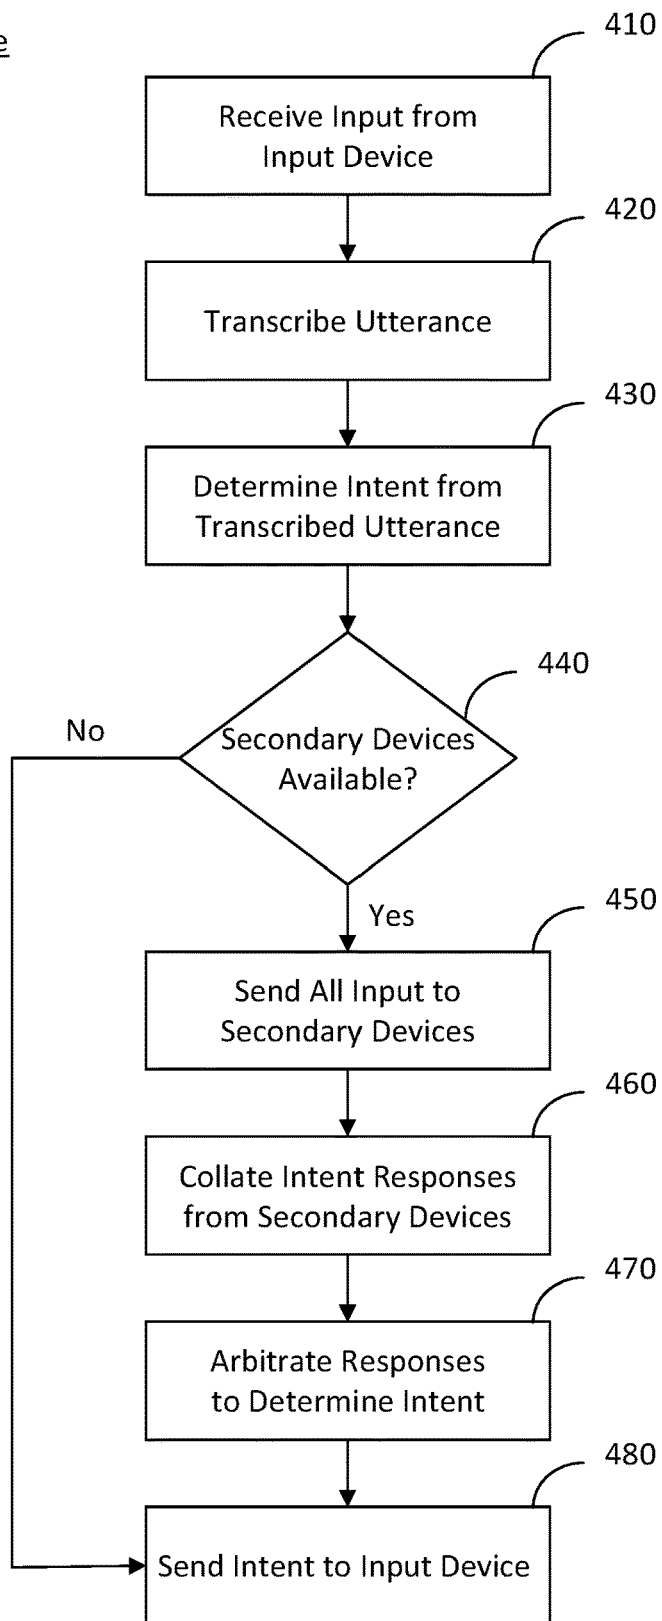 410
Receive Input from
Input Device
420
Transcribe Utterance
430
Determine Intent from
Transcribed Utterance
440
No
Secondary Devices
Available?
Yes
450
Send All Input to
Secondary Devices
460
Collate Intent Responses
from Secondary Devices
470
Arbitrate Responses
to Determine Intent
480
Send Intent to Input Device